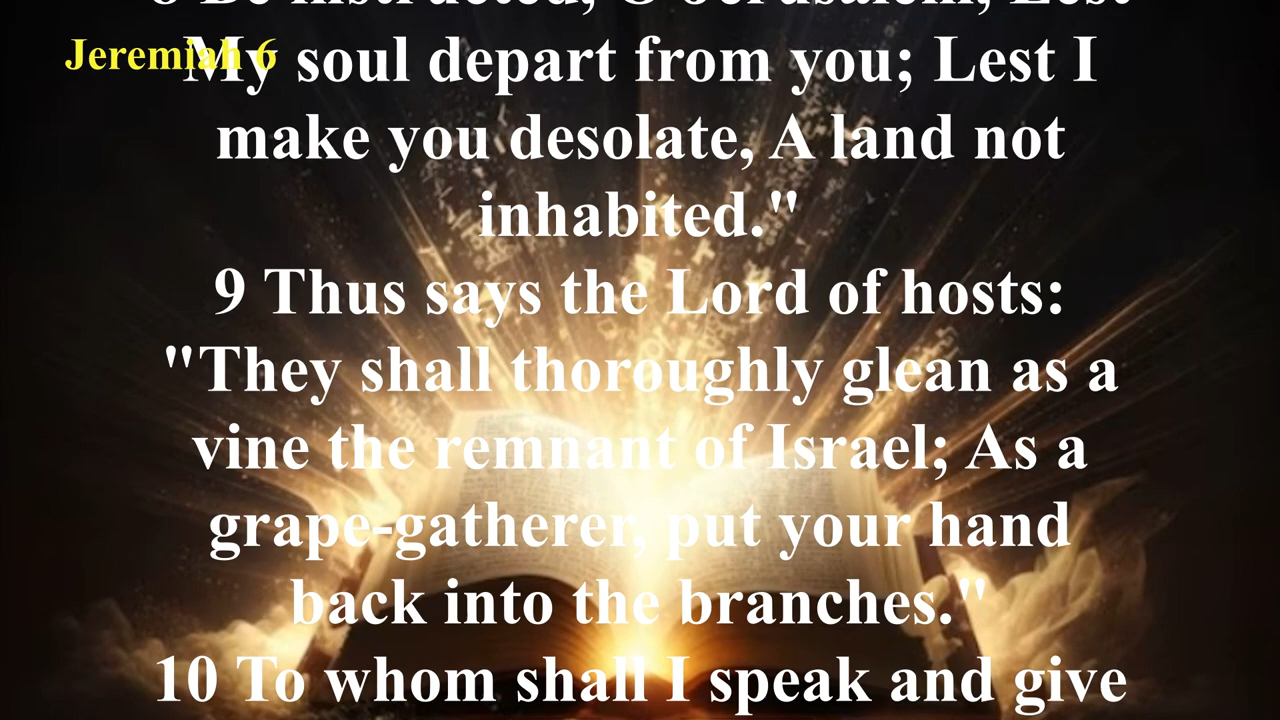 8 Be instructed, O Jerusalem, Lest
Jeremiah 6
My soul depart from you; Lest I
make you desolate, A land not
inhabited."
9 Thus says the Lord of hosts:
"They shall thoroughly glean as a
vine the remnant of Israel; As a
grape-gatherer, put your hand
back into the branches."
10 To whom shall I speak and give